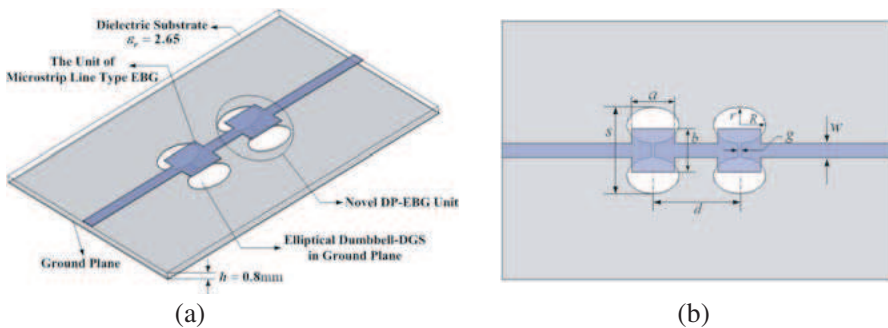 Dielectric Substrate
εr = 2.65
The Unit of
Microstrip Line Type EBG
Novel DP-EBG Unit
Elliptical Dumbbell-DGS
in Ground Plane
Ground Plane
h = 0.8mm
(a)
a
r
R
s
b
g
w
d
(b)